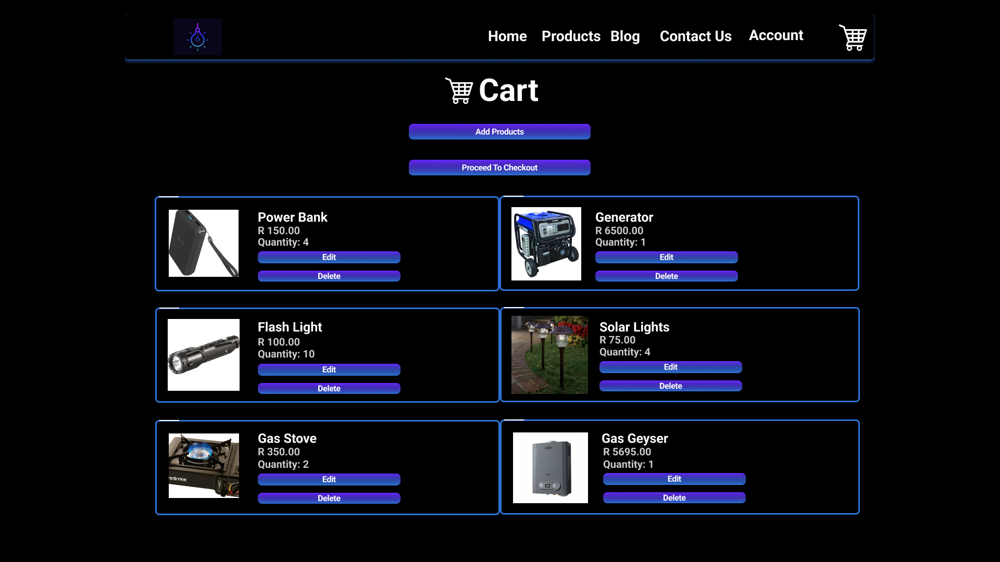 Home Products Blog Contact Us Account
Cart
Add Products
Proceed To Checkout
Power Bank
R 150.00
Quantity: 4
Edit
Delete
Generator
R 6500.00
Quantity: 1
Edit
Delete
Flash Light
R 100.00
Quantity: 10
Edit
Delete
Solar Lights
R 75.00
Quantity: 4
Edit
Delete
Gas Stove
R 350.00
Quantity: 2
Edit
Delete
Gas Geyser
R 5695.00
Quantity: 1
Edit
Delete